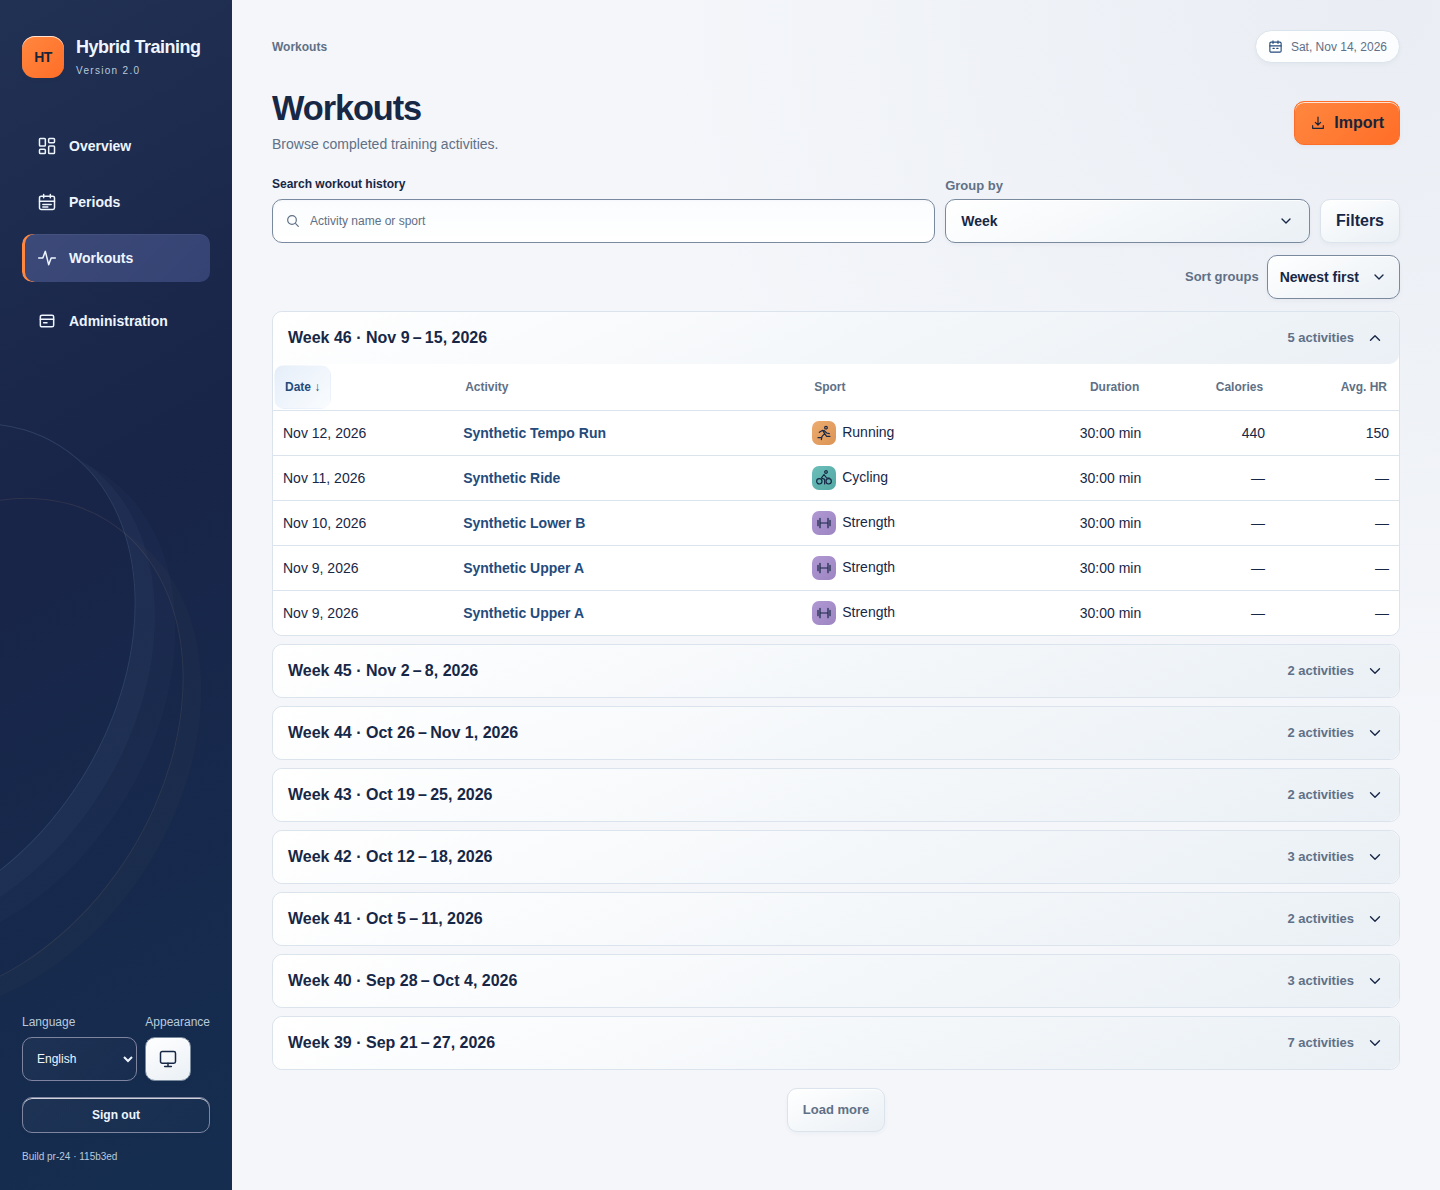 HT
Hybrid Training
Version 2.0
Overview
Periods
Workouts
Administration
Language
Appearance
English
Sign out
Build pr-24 · 115b3ed
Workouts
Sat, Nov 14, 2026
Workouts
Browse completed training activities.
Import
Search workout history
Group by
Activity name or sport
Week
Filters
Sort groups
Newest first
Week 46 · Nov 9 – 15, 2026
5 activities
Date ↓ Activity Sport Duration Calories Avg. HR
Nov 12, 2026 Synthetic Tempo Run Running 30:00 min 440 150
Nov 11, 2026 Synthetic Ride Cycling 30:00 min — —
Nov 10, 2026 Synthetic Lower B Strength 30:00 min — —
Nov 9, 2026 Synthetic Upper A Strength 30:00 min — —
Nov 9, 2026 Synthetic Upper A Strength 30:00 min — —
Week 45 · Nov 2 – 8, 2026
2 activities
Week 44 · Oct 26 – Nov 1, 2026
2 activities
Week 43 · Oct 19 – 25, 2026
2 activities
Week 42 · Oct 12 – 18, 2026
3 activities
Week 41 · Oct 5 – 11, 2026
2 activities
Week 40 · Sep 28 – Oct 4, 2026
3 activities
Week 39 · Sep 21 – 27, 2026
7 activities
Load more